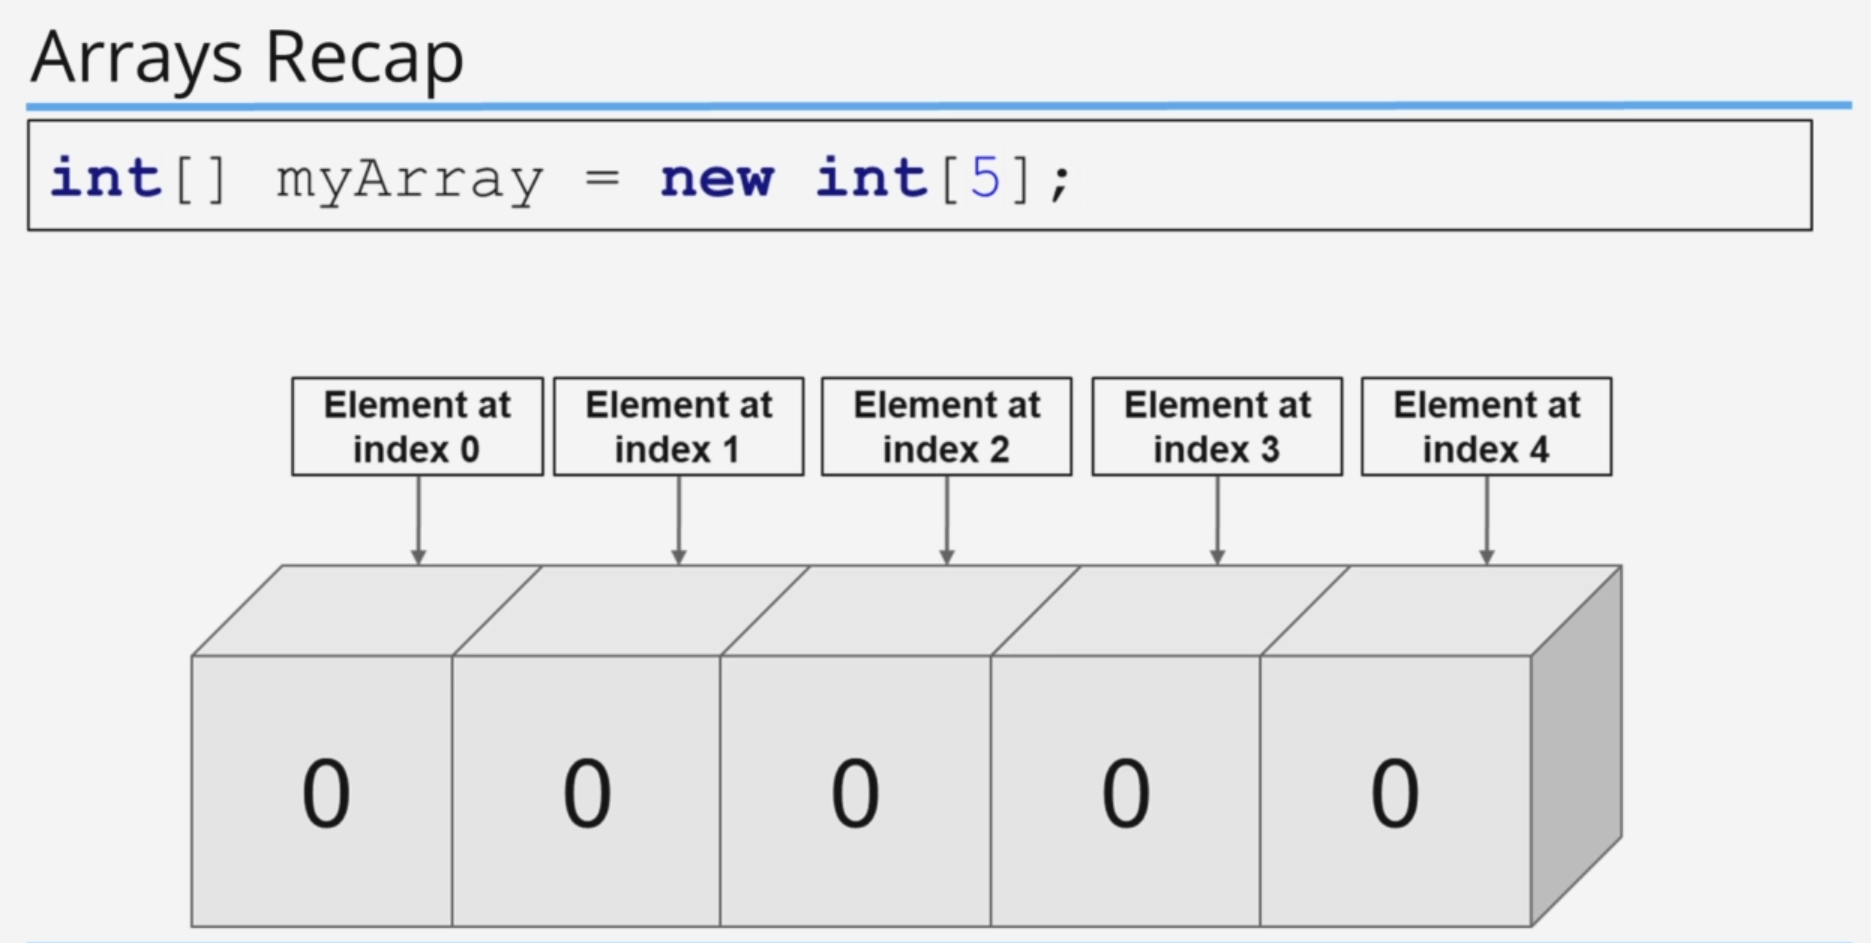 Arrays Recap
int[] myArray = new int[5];
Element at
index 0
Element at
index 1
Element at
index 2
Element at
index 3
Element at
index 4
0 0 0 0 0